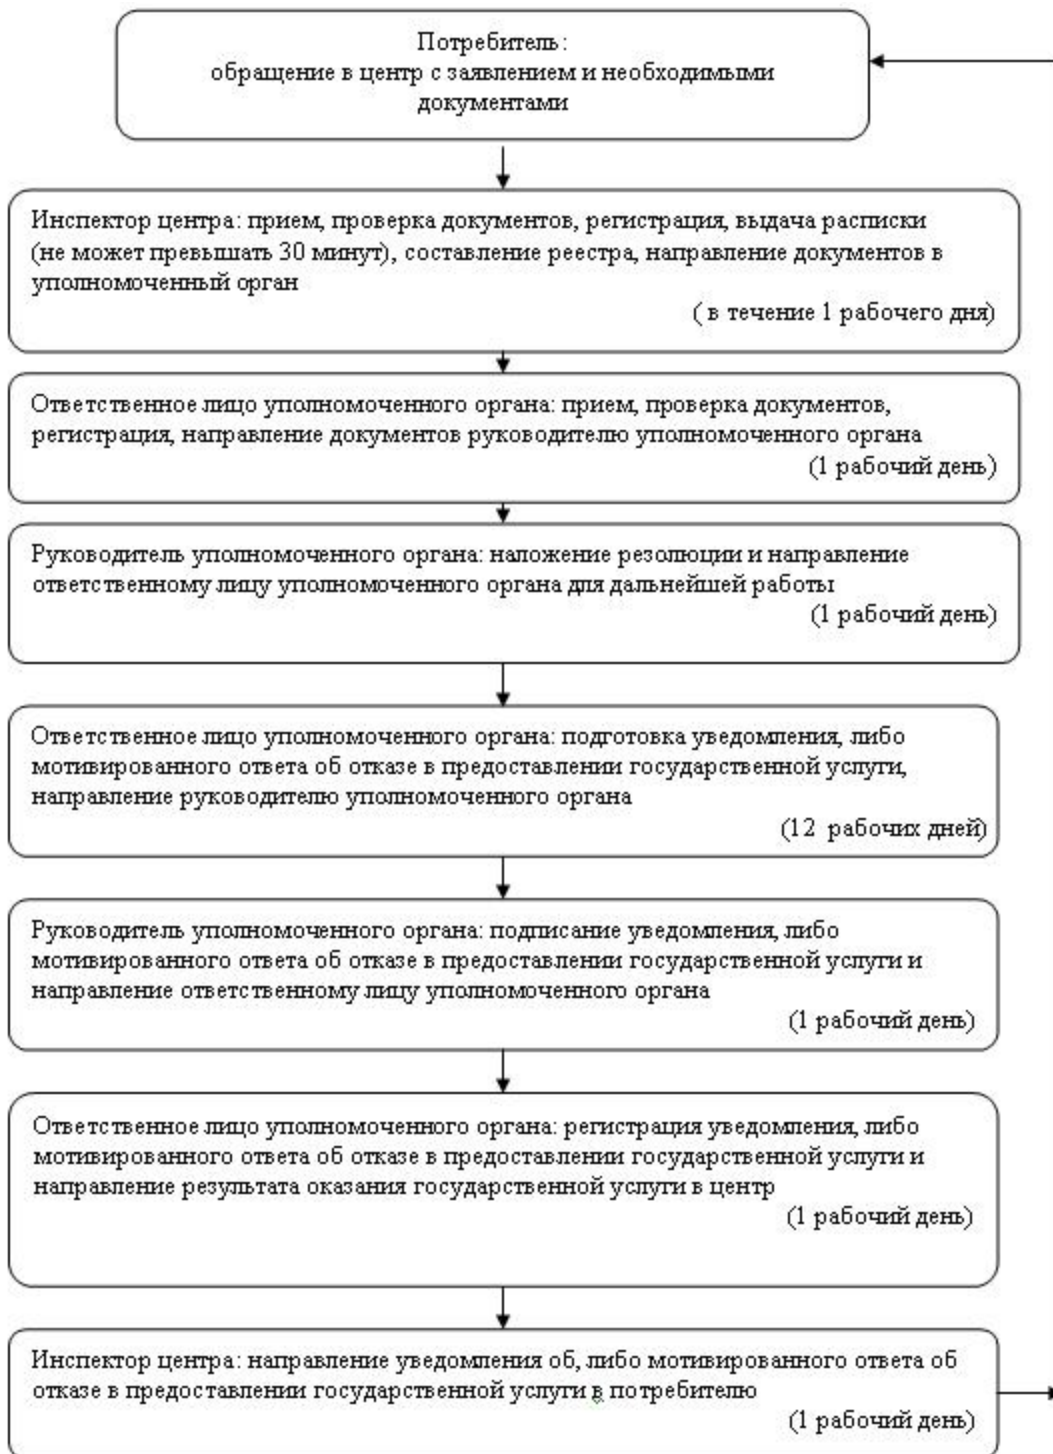 Потребитель:
обращение в центр с заявлением и необходимыми
документами
Инспектор центра: прием, проверка документов, регистрация, выдача расписки
(не может превышать 30 минут), составление реестра, направление документов в
уполномоченный орган
( в течение 1 рабочего дня)
Ответственное лицо уполномоченного органа: прием, проверка документов,
регистрация, направление документов руководителю уполномоченного органа
(1 рабочий день)
Руководитель уполномоченного органа: наложение резолюции и направление
ответственному лицу уполномоченного органа для дальнейшей работы
(1 рабочий день)
Ответственное лицо уполномоченного органа: подготовка уведомления, либо
мотивированного ответа об отказе в предоставлении государственной услуги,
направление руководителю уполномоченного органа
(12 рабочих дней)
Руководитель уполномоченного органа: подписание уведомления, либо
мотивированного ответа об отказе в предоставлении государственной услуги и
направление ответственному лицу уполномоченного органа
(1 рабочий день)
Ответственное лицо уполномоченного органа: регистрация уведомления, либо
мотивированного ответа об отказе в предоставлении государственной услуги и
направление результата оказания государственной услуги в центр
(1 рабочий день)
Инспектор центра: направление уведомления об, либо мотивированного ответа об
отказе в предоставлении государственной услуги в потребителю
(1 рабочий день)